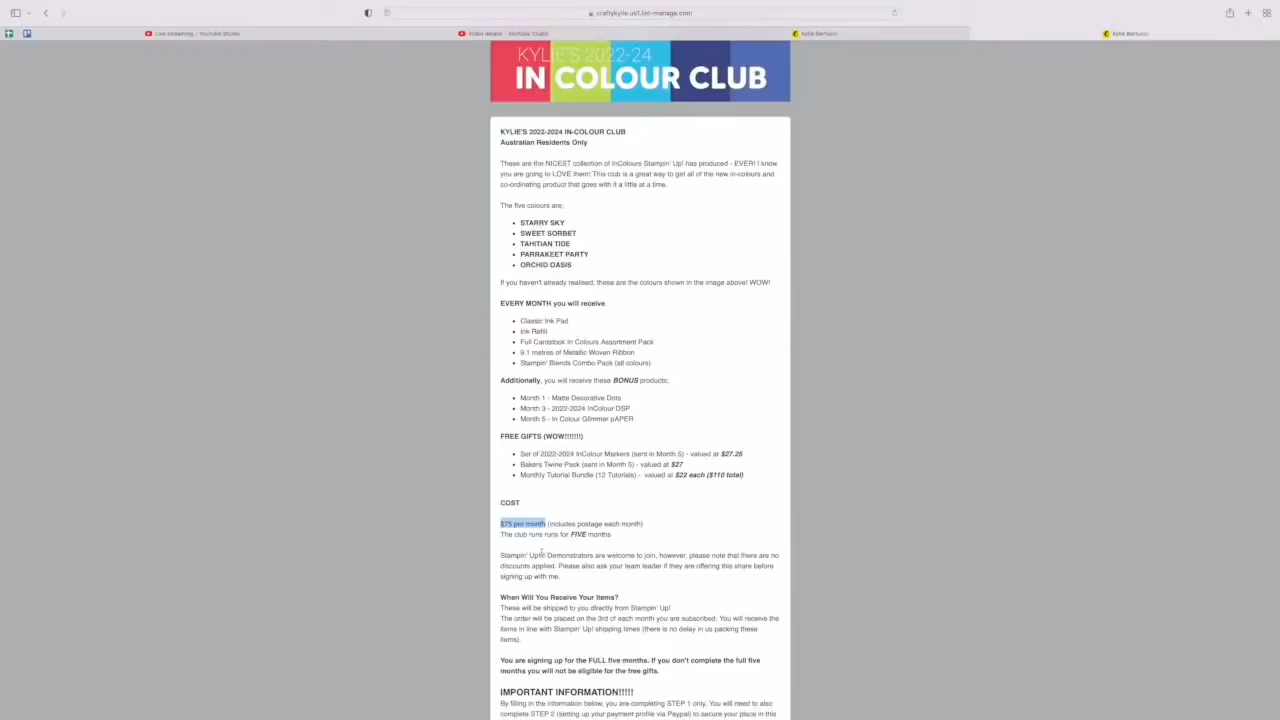 craftykylie.us1.list-manage.com
Live streaming - YouTube Studio
Video details - YouTube Studio
Kylie Bertucci
Kylie Bertucci
KYLIE'S 2022-24
IN COLOUR CLUB
KYLIE'S 2022-2024 IN-COLOUR CLUB
Australian Residents Only
These are the NICEST collection of InColours Stampin' Up! has produced - EVER! I know
you are going to LOVE them! This club is a great way to get all of the new in-colours and
co-ordinating product that goes with it a little at a time.
The five colours are;
• STARRY SKY
• SWEET SORBET
• TAHITIAN TIDE
• PARRAKEET PARTY
• ORCHID OASIS
If you haven't already realised, these are the colours shown in the image above! WOW!
EVERY MONTH you will receive
• Classic Ink Pad
• Ink Refill
• Full Cardstock In Colours Assortment Pack
• 9.1 metres of Metallic Woven Ribbon
• Stampin' Blends Combo Pack (all colours)
Additionally, you will receive these BONUS products;
• Month 1 - Matte Decorative Dots
• Month 3 - 2022-2024 InColour DSP
• Month 5 - In Colour Glimmer pAPER
FREE GIFTS (WOW!!!!!!!)
• Set of 2022-2024 InColour Markers (sent in Month 5) - valued at $27.25
• Bakers Twine Pack (sent in Month 5) - valued at $27
• Monthly Tutorial Bundle (12 Tutorials) - valued at $22 each ($110 total)
COST
$75 per month (includes postage each month)
The club runs runs for FIVE months
Stampin' Up! Demonstrators are welcome to join, however, please note that there are no
discounts applied. Please also ask your team leader if they are offering this share before
signing up with me.
When Will You Receive Your Items?
These will be shipped to you directly from Stampin' Up!
The order will be placed on the 3rd of each month you are subscribed. You will receive the
items in line with Stampin' Up! shipping times (there is no delay in us packing these
items).
You are signing up for the FULL five months. If you don't complete the full five
months you will not be eligible for the free gifts.
IMPORTANT INFORMATION!!!!!
By filling in the information below, you are completing STEP 1 only. You will need to also
complete STEP 2 (setting up your payment profile via Paypal) to secure your place in this